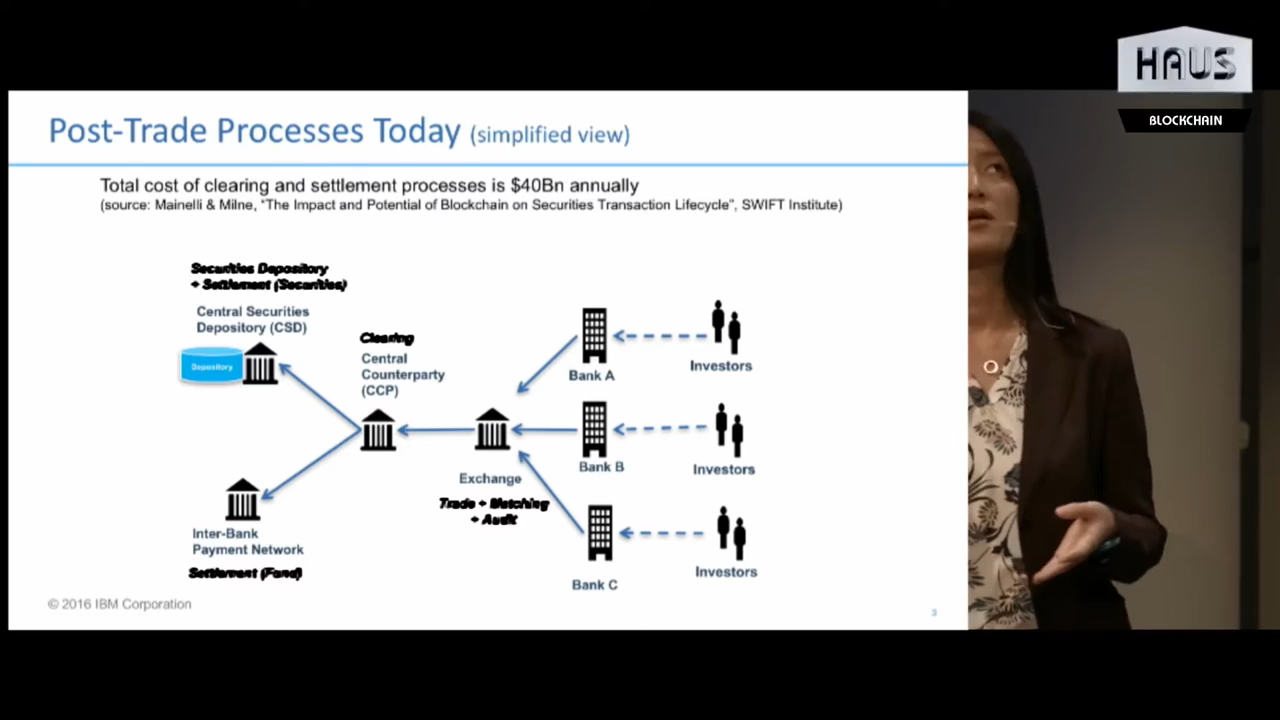 HAUS
BLOCKCHAIN
Post-Trade Processes Today (simplified view)
Total cost of clearing and settlement processes is $40Bn annually
(source: Mainelli & Milne, "The Impact and Potential of Blockchain on Securities Transaction Lifecycle", SWIFT Institute)
Securities Depository
+ Settlement (Securities)
Central Securities
Depository (CSD)
Depository
Clearing
Central
Counterparty
(CCP)
Bank A
Investors
Bank B
Investors
Exchange
Trade + Matching
+ Audit
Inter-Bank
Payment Network
Settlement (Fund)
Bank C
Investors
© 2016 IBM Corporation
3